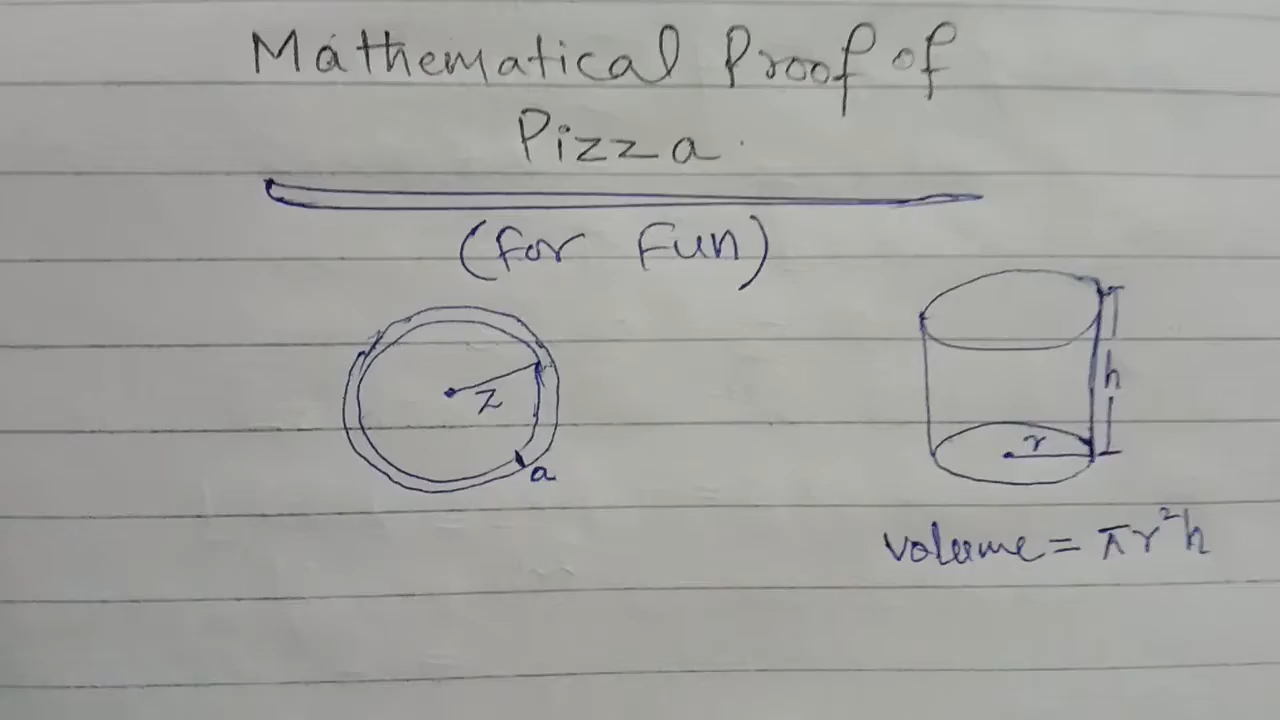 Mathematical Proof of
Pizza.
(for Fun)
z
a
h
r
volume = πr²h